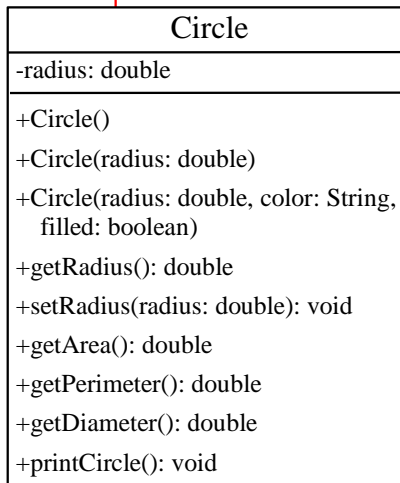 Circle
-radius: double
+Circle()
+Circle(radius: double)
+Circle(radius: double, color: String,
filled: boolean)
+getRadius(): double
+setRadius(radius: double): void
+getArea(): double
+getPerimeter(): double
+getDiameter(): double
+printCircle(): void